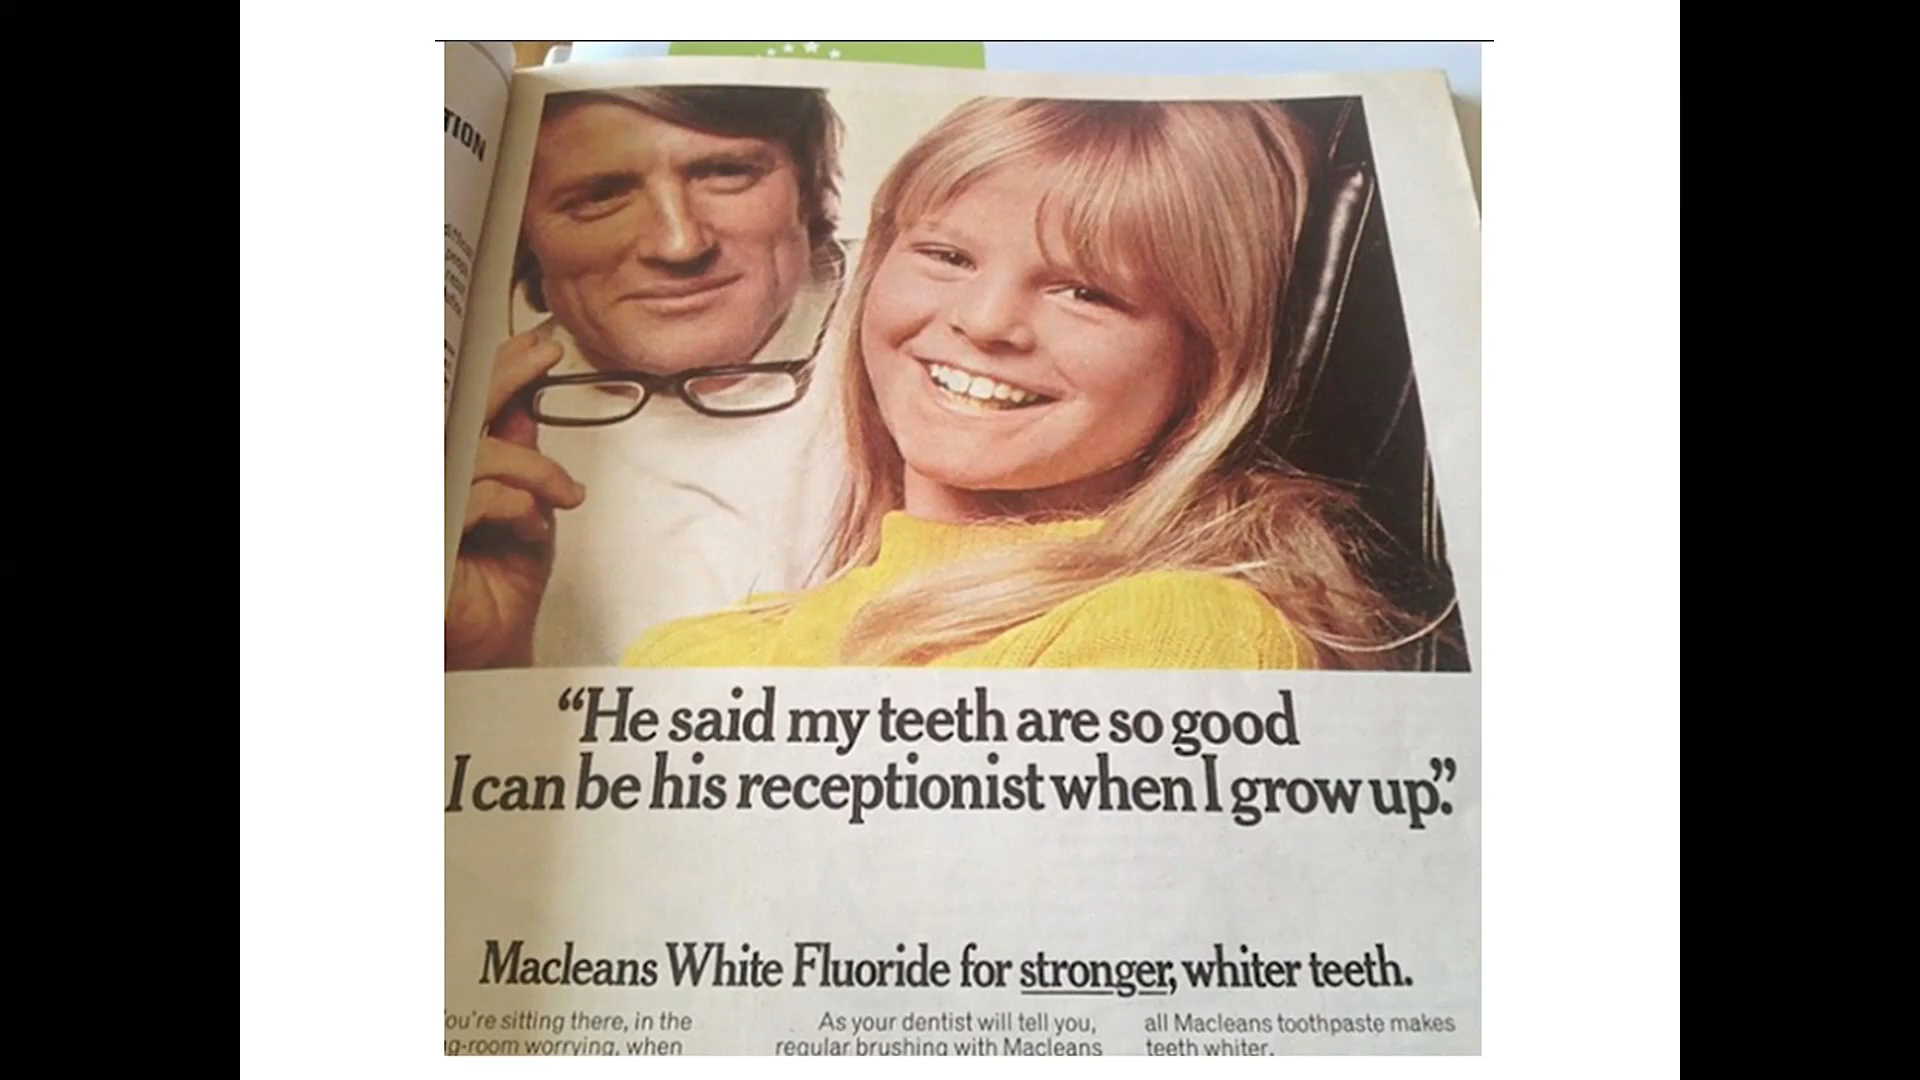 TION
“He said my teeth are so good
I can be his receptionist when I grow up.”
Macleans White Fluoride for stronger, whiter teeth.
ou're sitting there, in the
g-room worrying, when
As your dentist will tell you,
regular brushing with Macleans
all Macleans toothpaste makes
teeth whiter.